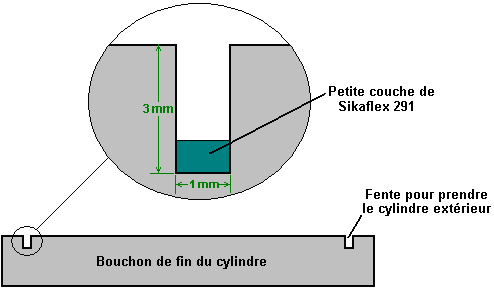 Petite couche de
Sikaflex 291
3mm
1mm
Fente pour prendre
le cylindre extérieur
Bouchon de fin du cylindre